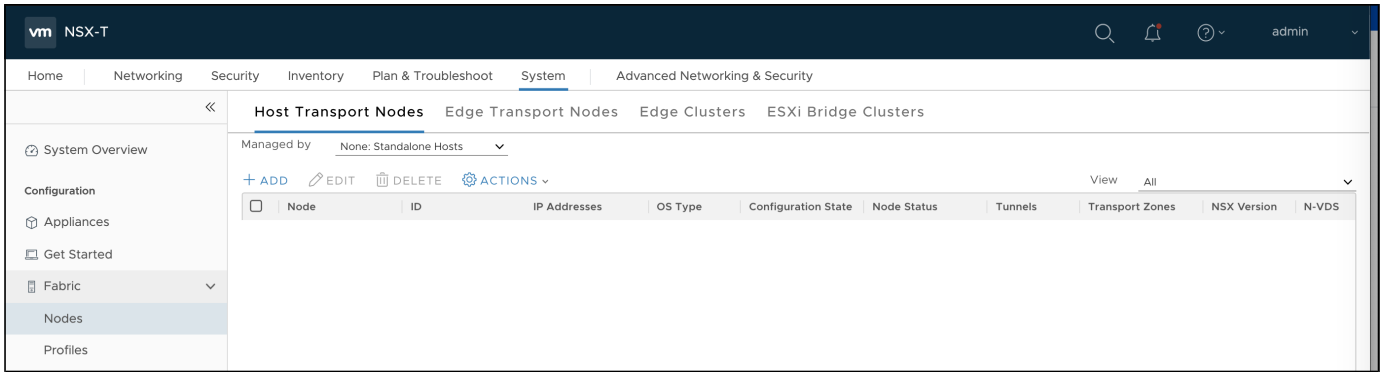 vm NSX-T admin
Home Networking Security Inventory Plan & Troubleshoot System Advanced Networking & Security
Host Transport Nodes Edge Transport Nodes Edge Clusters ESXi Bridge Clusters
System Overview
Configuration
Appliances
Get Started
Fabric
Nodes
Profiles
Managed by None: Standalone Hosts
+ ADD EDIT DELETE ACTIONS View All
Node ID IP Addresses OS Type Configuration State Node Status Tunnels Transport Zones NSX Version N-VDS